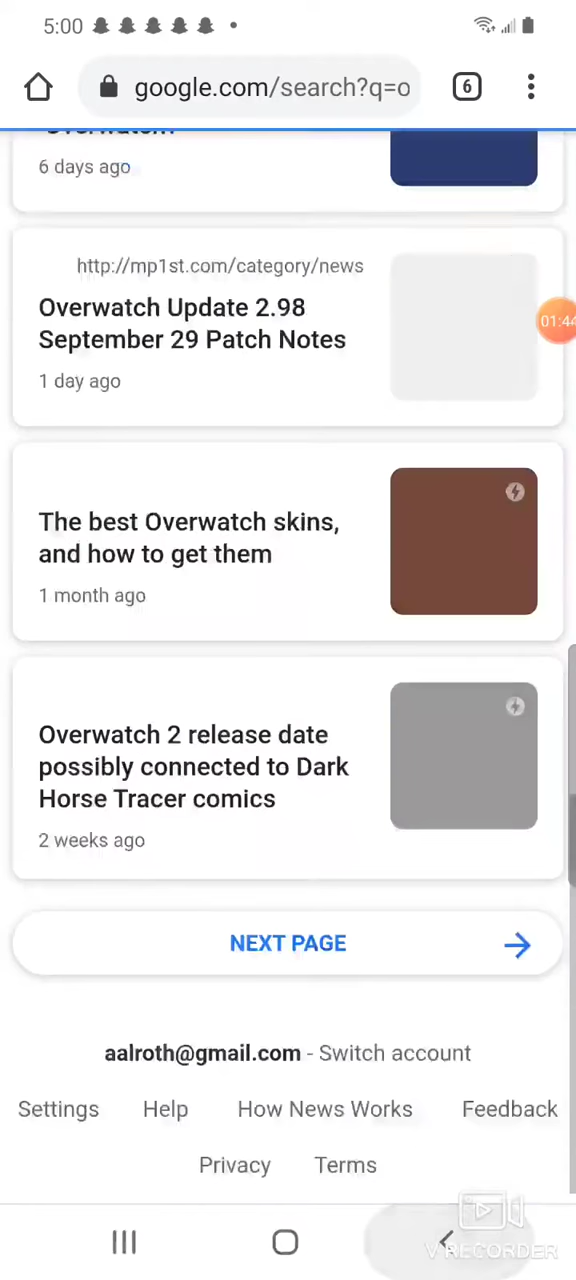 5:00
google.com/search?q=o
6
6 days ago
http://mp1st.com/category/news
Overwatch Update 2.98
September 29 Patch Notes
1 day ago
01:44
The best Overwatch skins,
and how to get them
1 month ago
Overwatch 2 release date
possibly connected to Dark
Horse Tracer comics
2 weeks ago
NEXT PAGE
aalroth@gmail.com - Switch account
Settings Help How News Works Feedback
Privacy Terms
V RECORDER